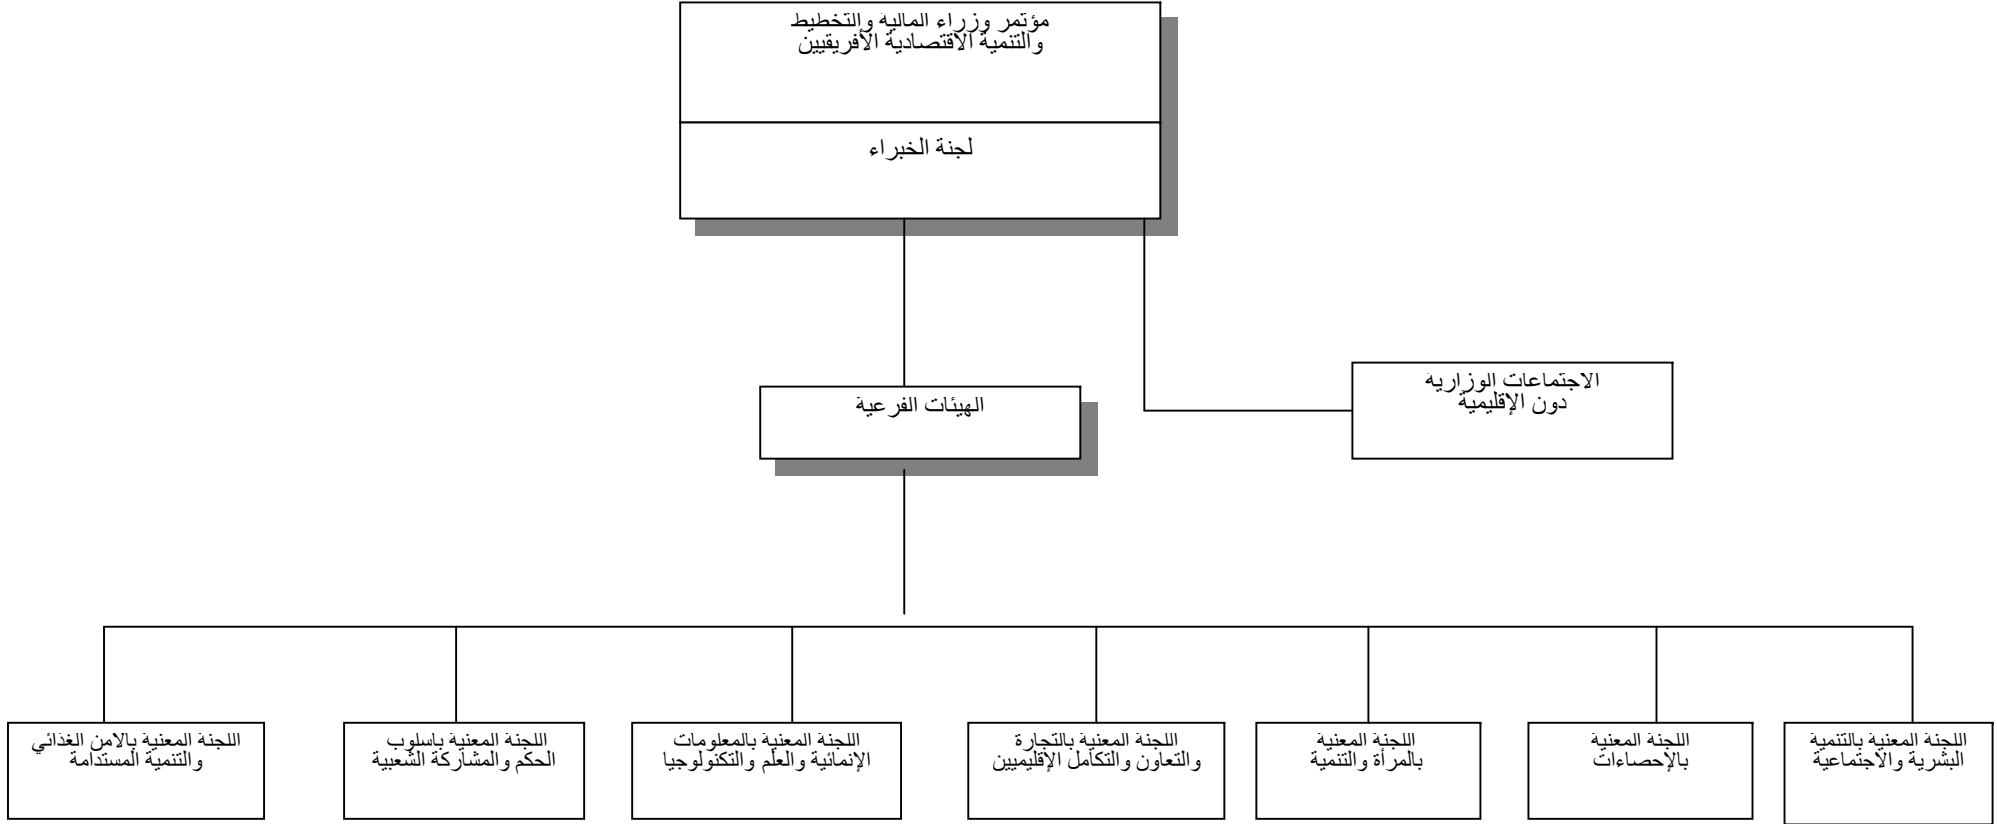 مؤتمر وزراء المالية والتخطيط
والتنمية الاقتصادية الأفريقيين
لجنة الخبراء
الاجتماعات الوزارية
دون الإقليمية
الهيئات الفرعية
اللجنة المعنية بالتنمية
البشرية والاجتماعية
اللجنة المعنية
بالإحصاءات
اللجنة المعنية
بالمرأة والتنمية
اللجنة المعنية بالتجارة
والتعاون والتكامل الإقليميين
اللجنة المعنية بالمعلومات
الإنمائية والعلم والتكنولوجيا
اللجنة المعنية باسلوب
الحكم والمشاركة الشعبية
اللجنة المعنية بالامن الغذائي
والتنمية المستدامة